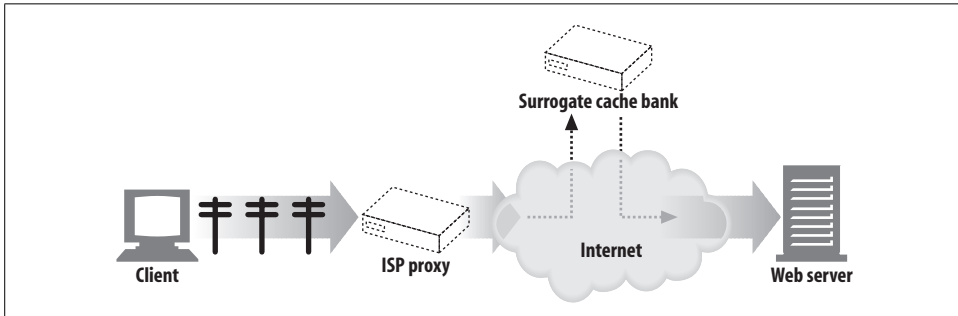 Surrogate cache bank
Client
ISP proxy
Internet
Web server